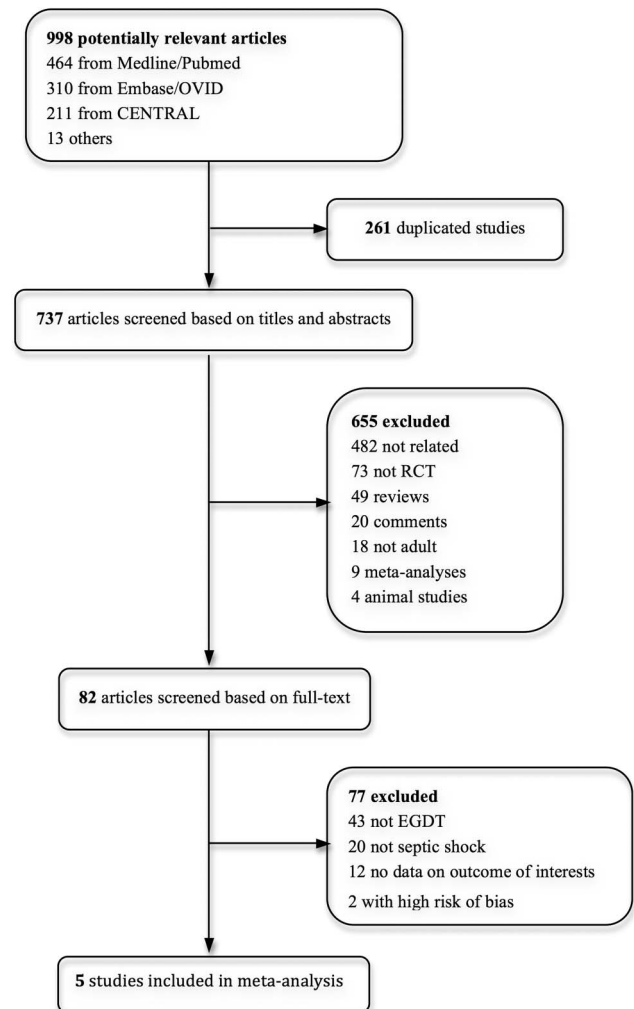 998 potentially relevant articles
464 from Medline/Pubmed
310 from Embase/OVID
211 from CENTRAL
13 others
261 duplicated studies
737 articles screened based on titles and abstracts
655 excluded
482 not related
73 not RCT
49 reviews
20 comments
18 not adult
9 meta-analyses
4 animal studies
82 articles screened based on full-text
77 excluded
43 not EGDT
20 not septic shock
12 no data on outcome of interests
2 with high risk of bias
5 studies included in meta-analysis